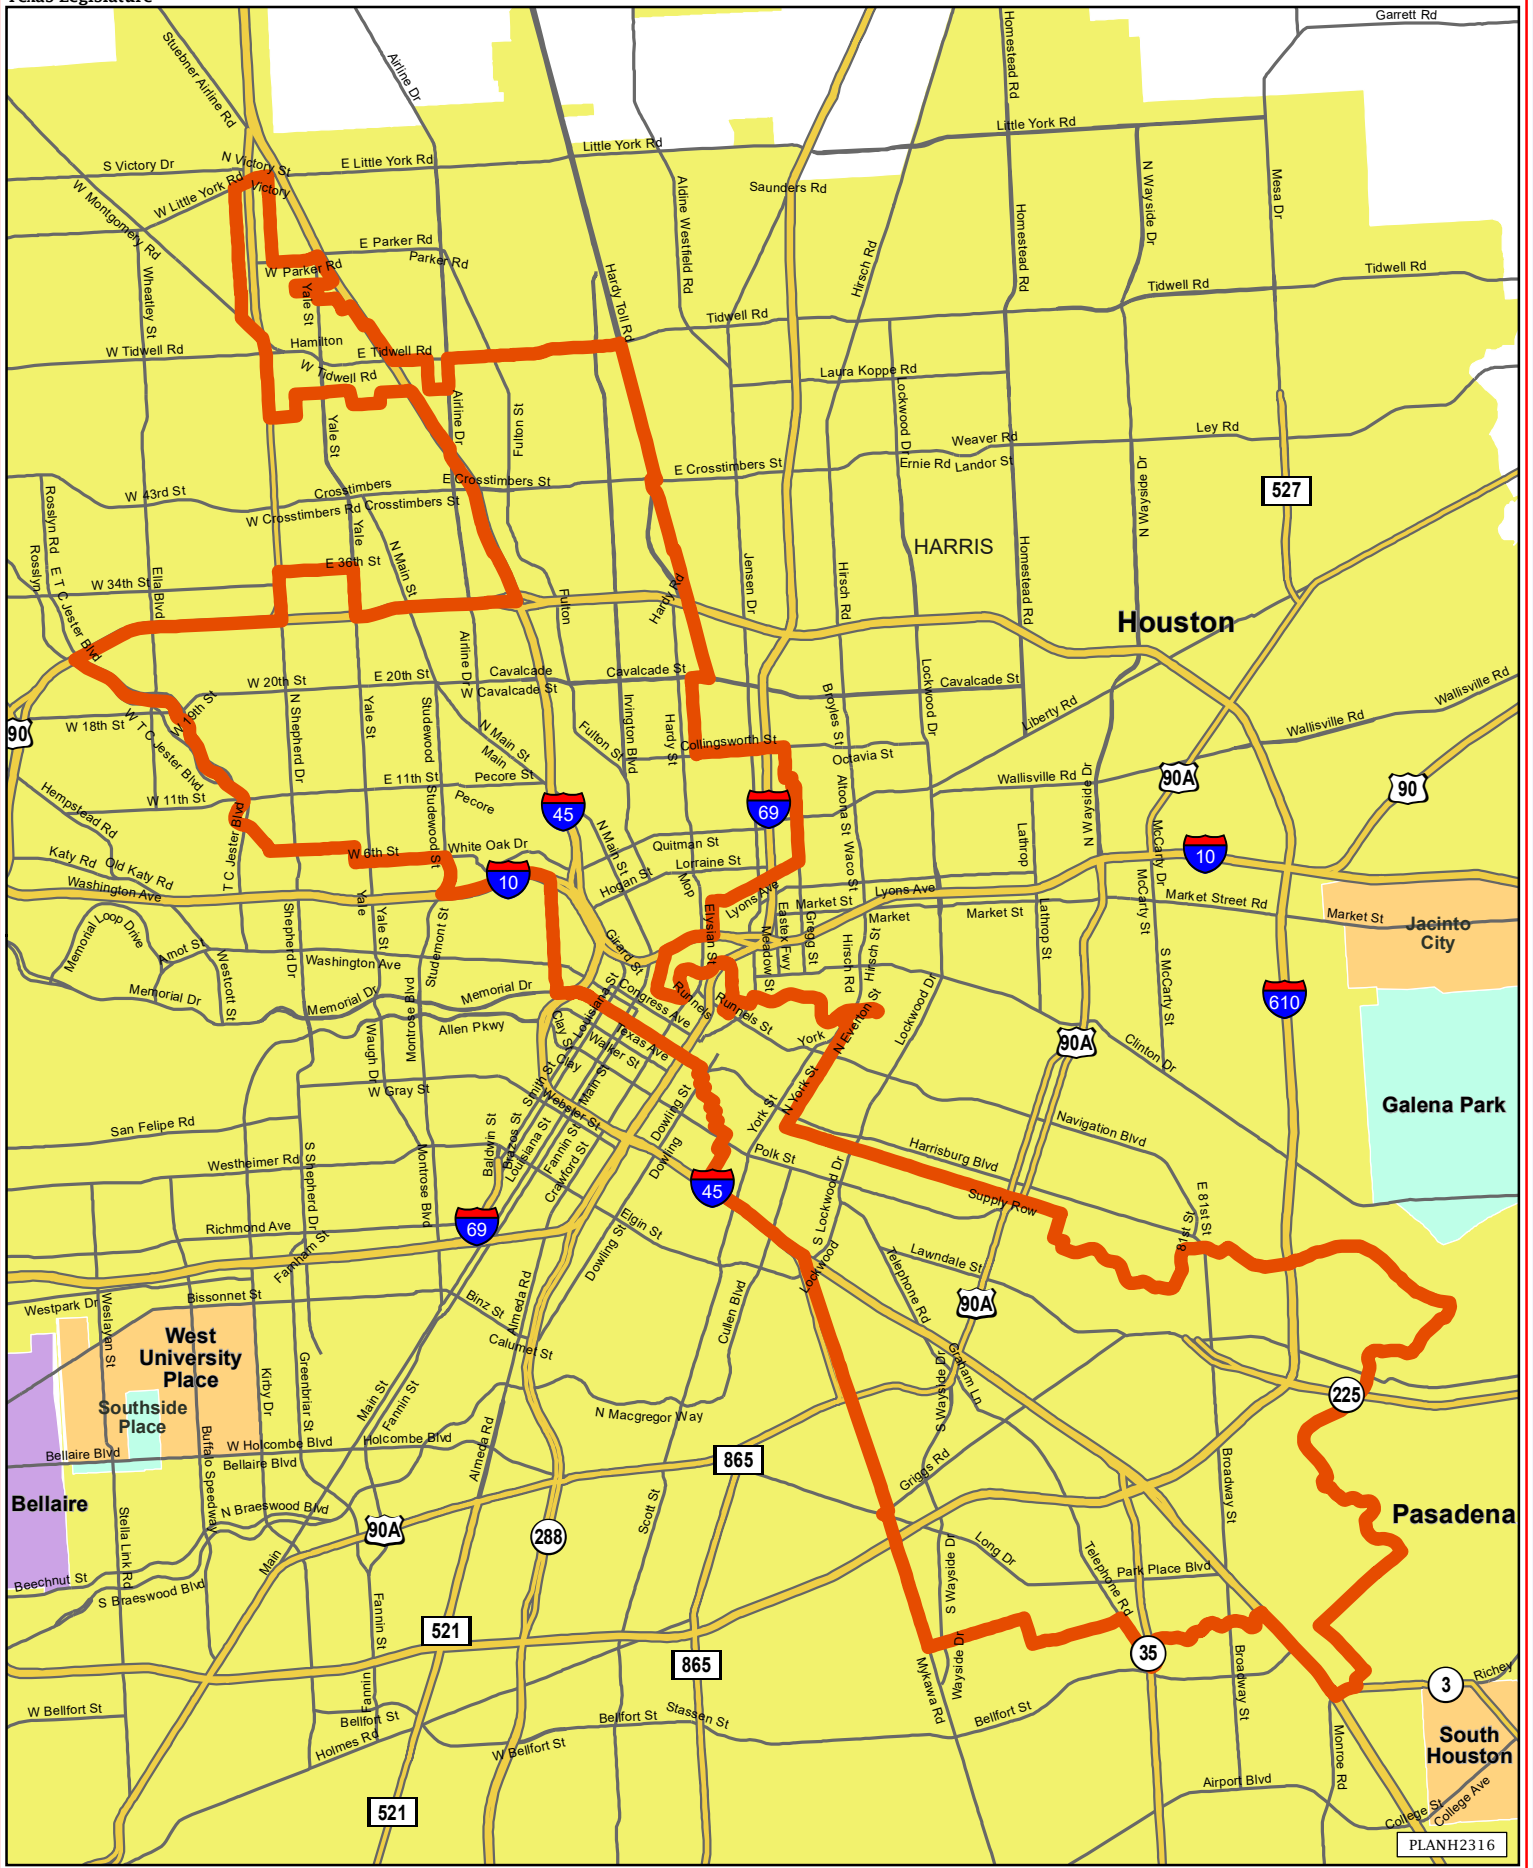 Texas Legislature
Garrett Rd
Stuebner Airline Rd
Airline Dr
Homestead Rd
Little York Rd
Little York Rd
S Victory Dr
N Victory St
E Little York Rd
Victory
W Little York Rd
W Montgomery Rd
Saunders Rd
Aldine Westfield Rd
N Wayside Dr
Mesa Dr
E Parker Rd
Parker Rd
W Parker Rd
Homestead Rd
Hirsch Rd
Tidwell Rd
Tidwell Rd
Wheatley St
Yale St
Hardy Toll Rd
Tidwell Rd
Hamilton
W Tidwell Rd
E Tidwell Rd
W Tidwell Rd
Laura Koppe Rd
Lockwood Dr
Airline Dr
Fulton St
Yale St
Ley Rd
Weaver Rd
Ernie Rd
Landor St
E Crosstimbers St
E Crosstimbers St
Crosstimbers
W 43rd St
W Crosstimbers Rd
Crosstimbers St
Rosslyn Rd
N Wayside Dr
527
Yale
N Main St
HARRIS
E 36th St
W 34th St
Rosslyn
E T C Jester Blvd
Ella Blvd
Fulton
Hardy Rd
Jensen Dr
Hirsch Rd
Homestead Rd
Houston
Airline Dr
Cavalcade
Cavalcade St
W Cavalcade St
Cavalcade St
E 20th St
W 20th St
W 19th St
W 18th St
W T C Jester Blvd
90
N Shepherd Dr
Yale St
Studewood
N Main St
Main
Fulton St
Irvington Blvd
Hardy St
Collingsworth St
Broyles St
Lockwood Dr
Octavia St
Liberty Rd
Wallisville Rd
Wallisville Rd
Wallisville Rd
90A
90
E 11th St
Pecore St
Pecore
W 11th St
Hempstead Rd
Studewood St
45
69
Altoona St
Waco St
N Wayside Dr
Lathrop
McCarty Dr
10
T C Jester Blvd
W 6th St
White Oak Dr
N Main St
Quitman St
Lorraine St
Hogan St
Mop
Katy Rd
Old Katy Rd
Washington Ave
10
Lyons Ave
Lyons Ave
Market St
Market
Market St
Market Street Rd
Market St
McCarty St
Jacinto
City
Memorial Loop Drive
Arnot St
Westcott St
Shepherd Dr
Yale
Yale St
Studemont St
Washington Ave
Girard St
Elysian St
Meadow St
Eastex Fwy
Gregg St
Hirsch Rd
Hirsch St
Lathrop St
S McCarty St
610
Memorial Dr
Memorial Dr
Memorial Dr
Montrose Blvd
Allen Pkwy
Waugh Dr
Louisiana St
Congress Ave
Runnels
Runnels St
York
N Everton St
Lockwood Dr
90A
Clinton Dr
Clay St
Texas Ave
Walker St
Clay
W Gray St
Smith St
Main St
Webster St
Dowling St
York St
N York St
Galena Park
San Felipe Rd
Westheimer Rd
S Shepherd Dr
Montrose Blvd
Baldwin St
Brazos St
Louisiana St
Fannin St
Crawford St
Dowling
Polk St
Harrisburg Blvd
Navigation Blvd
45
S Lockwood Dr
Supply Row
E 81st St
81st St
Richmond Ave
69
Elgin St
Farnham St
Dowling St
Lockwood
Lawndale St
Telephone Rd
Westpark Dr
Bissonnet St
Weslayan St
Binz St
Almeda Rd
Calumet St
Cullen Blvd
90A
West
University
Place
Kirby Dr
Greenbriar St
Main St
Fannin St
S Wayside Dr
Graham Ln
225
Southside
Place
N Macgregor Way
Bellaire Blvd
Buffalo Speedway
W Holcombe Blvd
Holcombe Blvd
Bellaire Blvd
Almeda Rd
865
Griggs Rd
Broadway St
Bellaire
Stella Link Rd
N Braeswood Blvd
90A
288
Scott St
Pasadena
Main
Beechnut St
S Braeswood Blvd
S Wayside Dr
Long Dr
Telephone Rd
Park Place Blvd
Fannin St
521
865
Wayside Dr
Mykawa Rd
35
Broadway St
3
Richey
W Bellfort St
Fannin
Bellfort St
Holmes Rd
Bellfort St
Stassen St
W Bellfort St
Bellfort St
Monroe Rd
South
Houston
521
Airport Blvd
College St
College Ave
PLANH2316